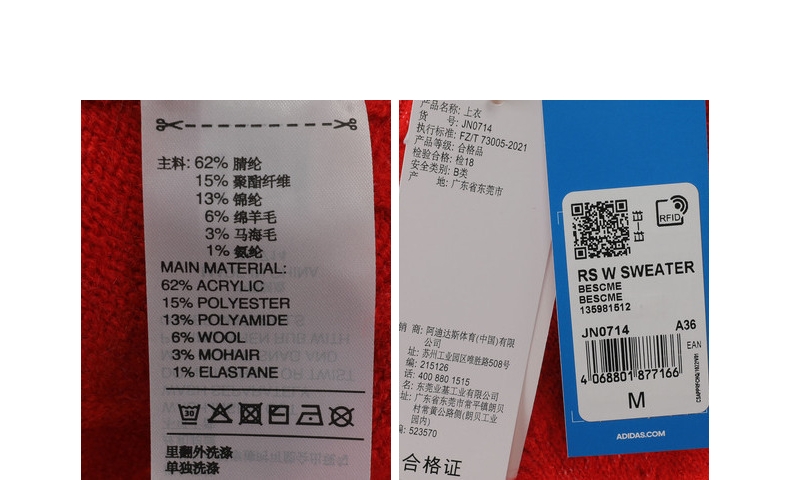 主料: 62% 腈纶
15% 聚酯纤维
13% 锦纶
6% 绵羊毛
3% 马海毛
1% 氨纶
MAIN MATERIAL:
62% ACRYLIC
15% POLYESTER
13% POLYAMIDE
6% WOOL
3% MOHAIR
1% ELASTANE
30
里翻外洗涤
单独洗涤
产品名称: 上衣
货 号: JN0714
执行标准: FZ/T 73005-2021
产品等级: 合格品
检验合格: 检18
安全类别: B类
产 地: 广东省东莞市
销 商: 阿迪达斯体育(中国)有限
公司
址: 苏州工业园区唯胜路508号
编: 215126
话: 400 880 1515
名: 东莞业基工业有限公司
址: 广东省东莞市常平镇朗贝
村常黄公路侧(朗贝工业
园内)
编: 523570
合格证
RFID
RS W SWEATER
BESCME
BESCME
135981512
JN0714 A36
EAN
4 068801 877166
M
ADIDAS.COM